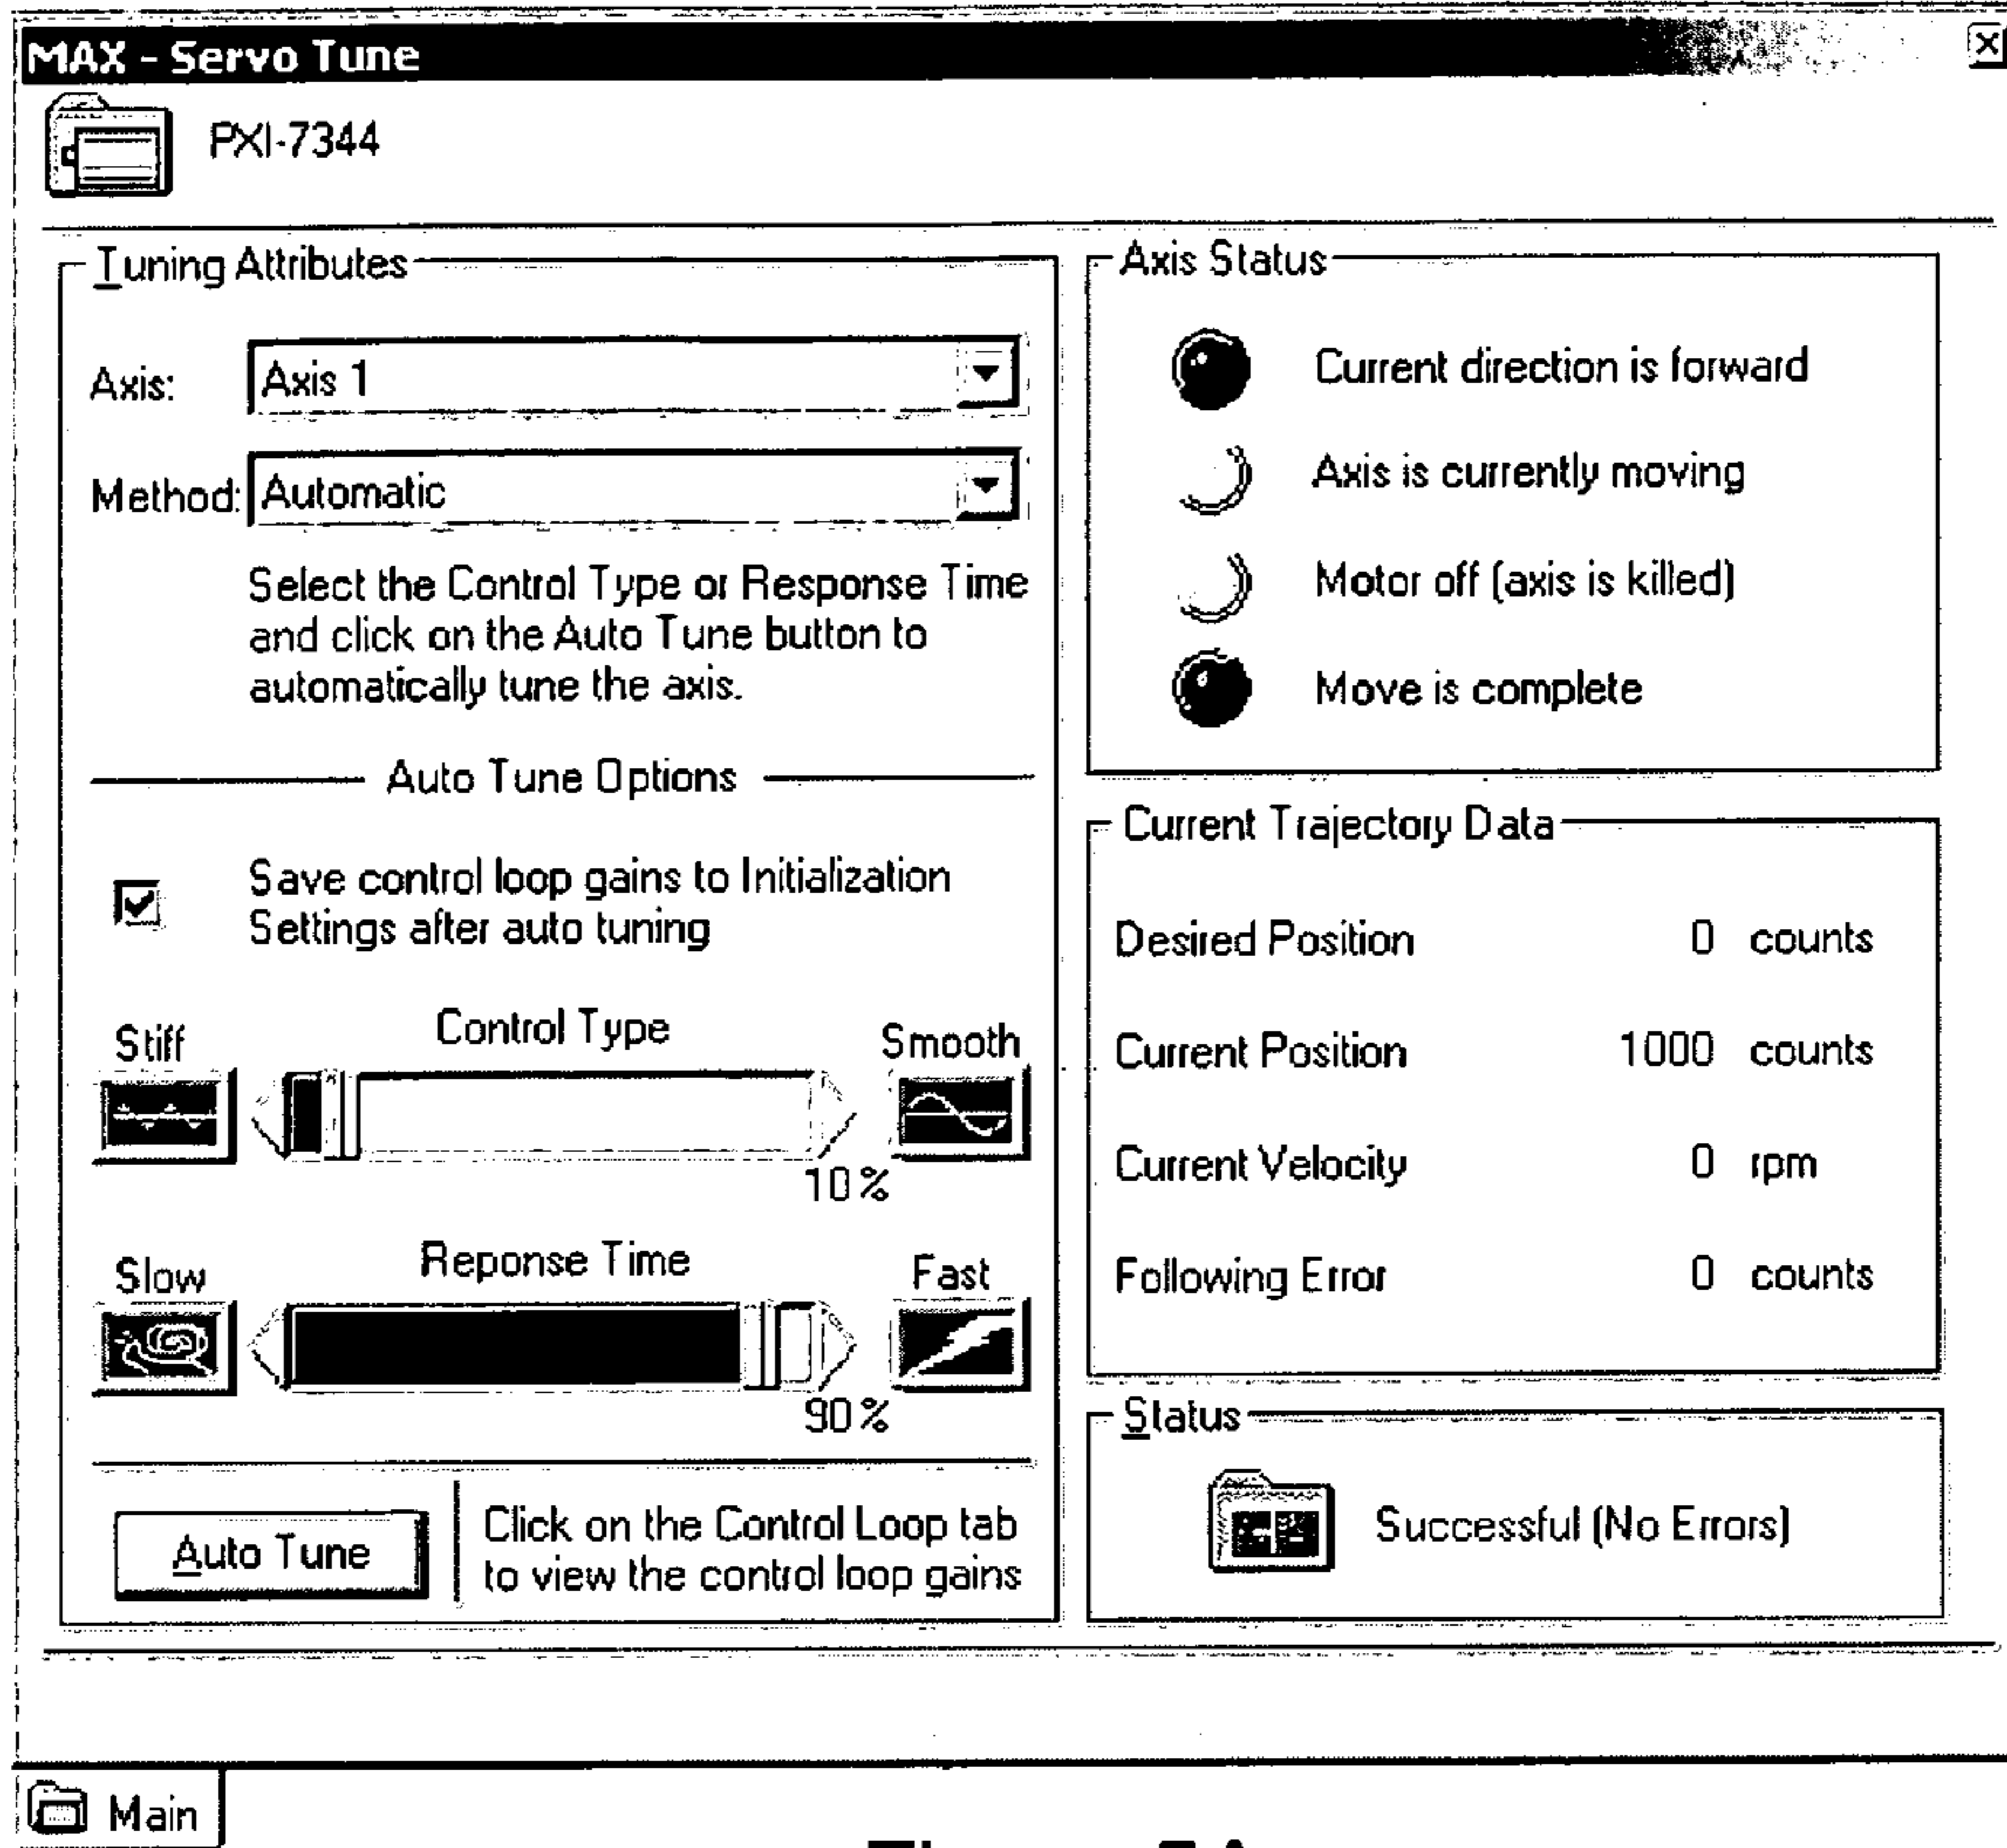 MAX - Servo Tune
PXI-7344
Tuning Attributes
Axis:
Axis 1
Method:
Automatic
Select the Control Type or Response Time
and click on the Auto Tune button to
automatically tune the axis.
Auto Tune Options
Save control loop gains to Initialization
Settings after auto tuning
Stiff
Control Type
Smooth
10%
Slow
Reponse Time
Fast
90%
Auto Tune
Click on the Control Loop tab
to view the control loop gains
Axis Status
Current direction is forward
Axis is currently moving
Motor off (axis is killed)
Move is complete
Current Trajectory Data
Desired Position 0 counts
Current Position 1000 counts
Current Velocity 0 rpm
Following Error 0 counts
Status
Successful (No Errors)
Main